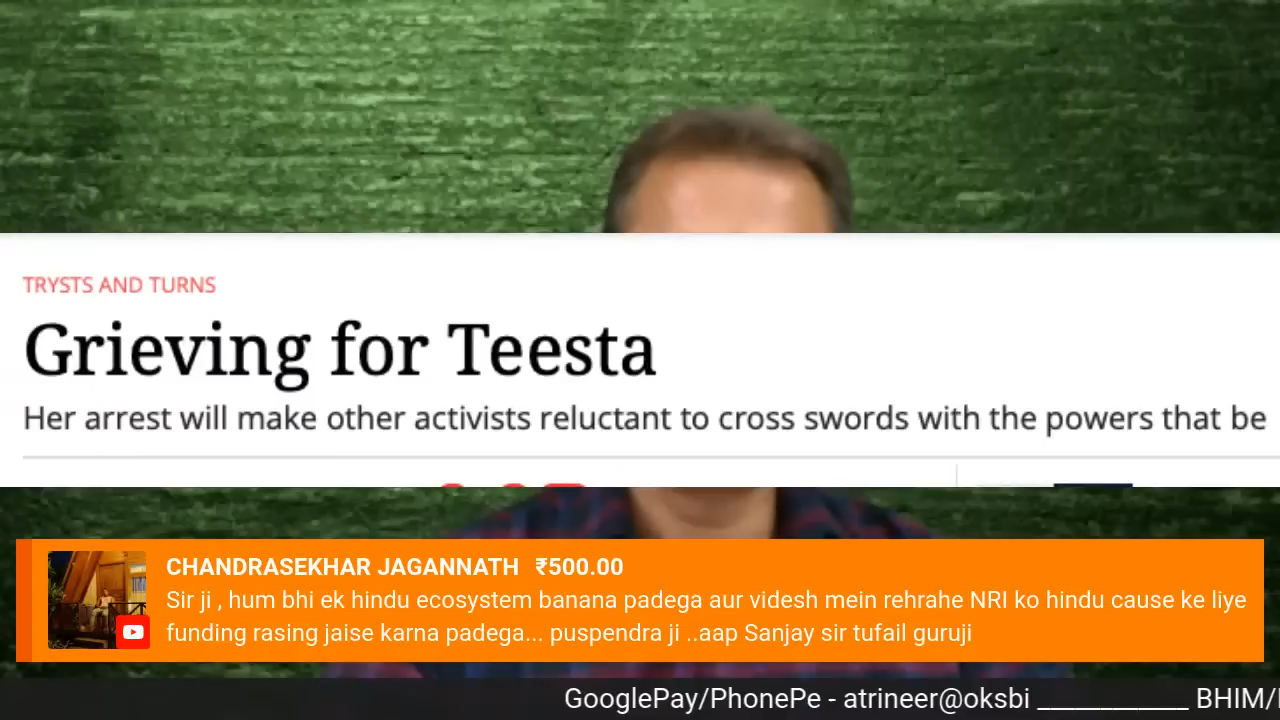 TRYSTS AND TURNS
Grieving for Teesta
Her arrest will make other activists reluctant to cross swords with the powers that be
CHANDRASEKHAR JAGANNATH ₹500.00
Sir ji , hum bhi ek hindu ecosystem banana padega aur videsh mein rehrahe NRI ko hindu cause ke liye
funding rasing jaise karna padega... puspendra ji ..aap Sanjay sir tufail guruji
GooglePay/PhonePe - atrineer@oksbi ____________ BHIM/